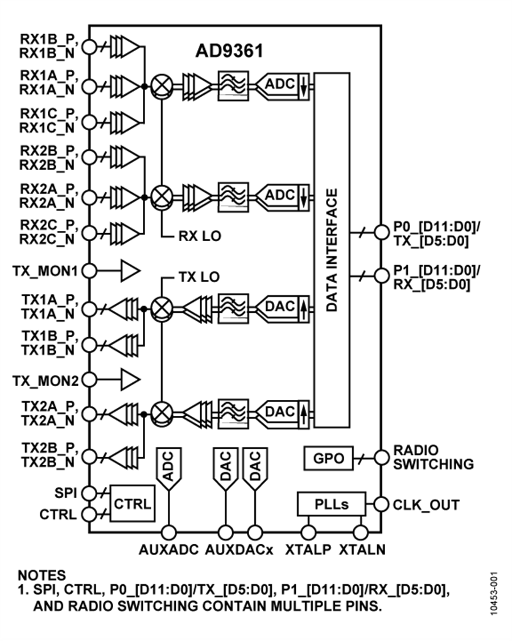 AD9361
RX1B_P,
RX1B_N
RX1A_P,
RX1A_N
RX1C_P,
RX1C_N
RX2B_P,
RX2B_N
RX2A_P,
RX2A_N
RX2C_P,
RX2C_N
TX_MON1
TX1A_P,
TX1A_N
TX1B_P,
TX1B_N
TX_MON2
TX2A_P,
TX2A_N
TX2B_P,
TX2B_N
SPI
CTRL
CTRL
ADC
ADC
RX LO
TX LO
DAC
DAC
DATA INTERFACE
P0_[D11:D0]/
TX_[D5:D0]
P1_[D11:D0]/
RX_[D5:D0]
ADC
DAC
DAC
GPO
RADIO
SWITCHING
PLLs
CLK_OUT
AUXADC
AUXDACx
XTALP
XTALN
NOTES
1. SPI, CTRL, P0_[D11:D0]/TX_[D5:D0], P1_[D11:D0]/RX_[D5:D0],
AND RADIO SWITCHING CONTAIN MULTIPLE PINS.
10453-001